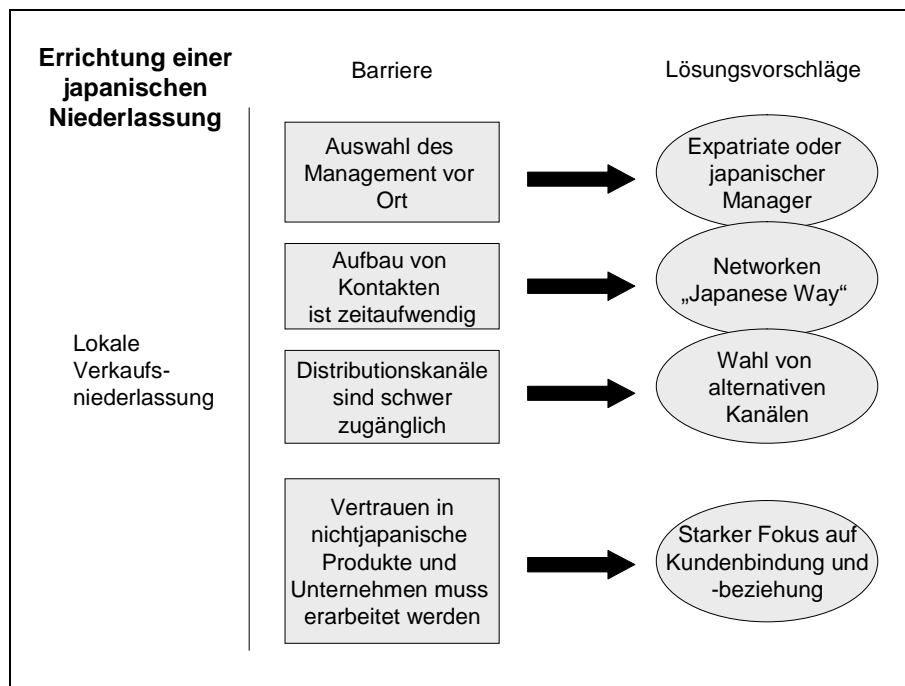 Errichtung einer
japanischen
Niederlassung
Barriere
Lösungsvorschläge
Auswahl des
Management vor
Ort
Expatriate oder
japanischer
Manager
Aufbau von
Kontakten
ist zeitaufwendig
Networken
„Japanese Way“
Lokale
Verkaufs-
niederlassung
Distributionskanäle
sind schwer
zugänglich
Wahl von
alternativen
Kanälen
Vertrauen in
nichtjapanische
Produkte und
Unternehmen muss
erarbeitet werden
Starker Fokus auf
Kundenbindung und
-beziehung